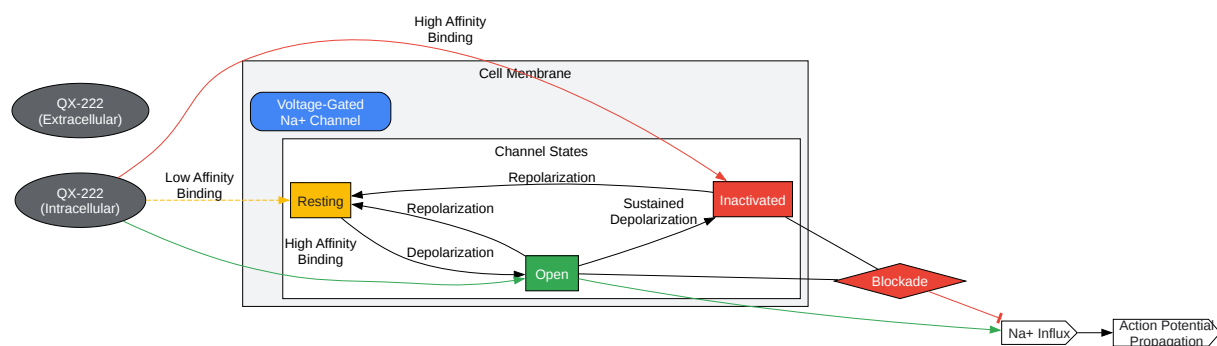 High Affinity
Binding
Cell Membrane
QX-222
(Extracellular)
Voltage-Gated
Na+ Channel
Channel States
QX-222
(Intracellular)
Low Affinity
Binding
Resting
Repolarization
Inactivated
Repolarization
Sustained
Depolarization
High Affinity
Binding
Depolarization
Open
Blockade
Na+ Influx
Action Potential
Propagation